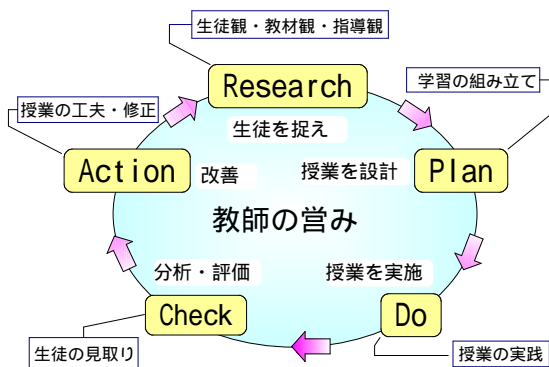 生徒観・教材観・指導観
Research
学習の組み立て
授業の工夫・修正
生徒を捉え
Action
改善
授業を設計
Plan
教師の営み
分析・評価
授業を実施
Check
Do
生徒の見取り
授業の実践